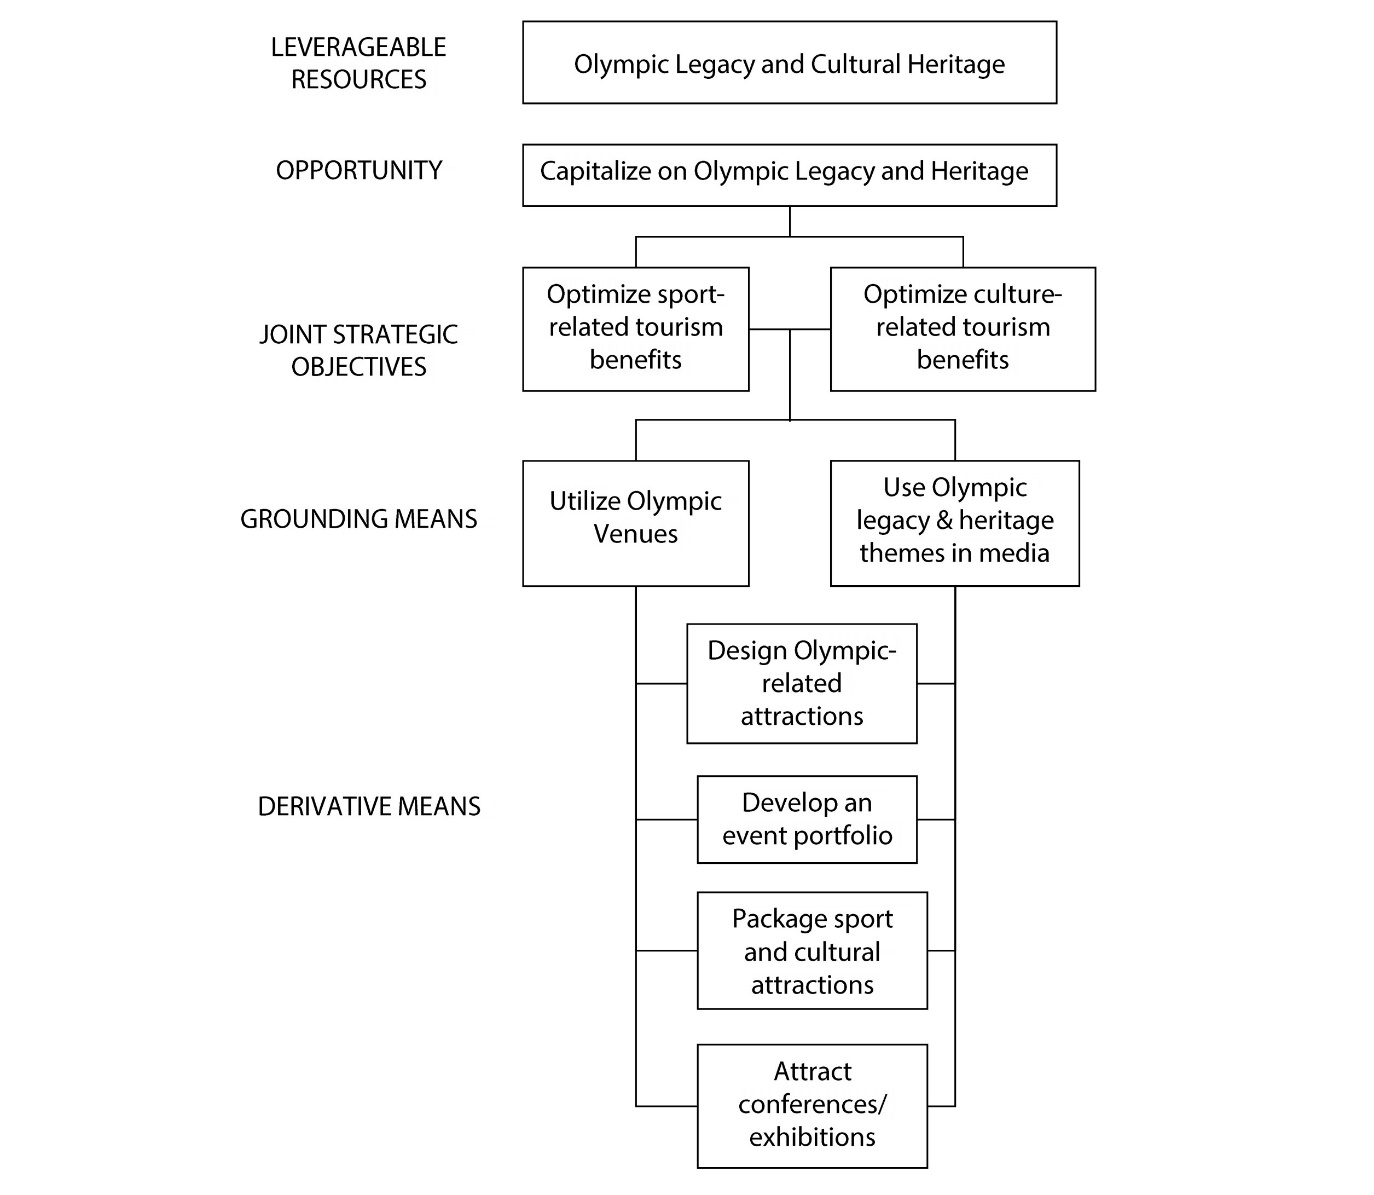 LEVERAGEABLE
RESOURCES
Olympic Legacy and Cultural Heritage
OPPORTUNITY
Capitalize on Olympic Legacy and Heritage
JOINT STRATEGIC
OBJECTIVES
Optimize sport-
related tourism
benefits
Optimize culture-
related tourism
benefits
GROUNDING MEANS
Utilize Olympic
Venues
Use Olympic
legacy & heritage
themes in media
DERIVATIVE MEANS
Design Olympic-
related
attractions
Develop an
event portfolio
Package sport
and cultural
attractions
Attract
conferences/
exhibitions